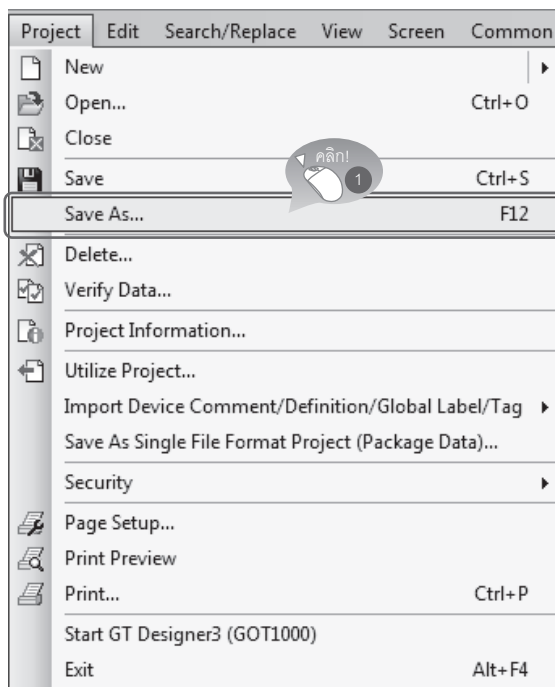 Project Edit Search/Replace View Screen Common
New
Open... Ctrl+O
Close
คลิก!
1
Save Ctrl+S
Save As... F12
Delete...
Verify Data...
Project Information...
Utilize Project...
Import Device Comment/Definition/Global Label/Tag
Save As Single File Format Project (Package Data)...
Security
Page Setup...
Print Preview
Print... Ctrl+P
Start GT Designer3 (GOT1000)
Exit Alt+F4